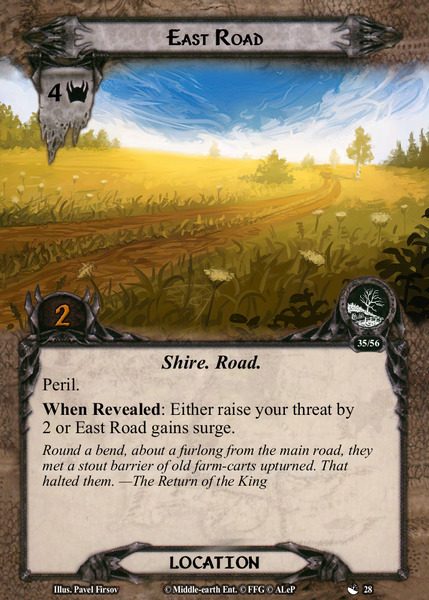 East Road
4
2
35/56
Shire. Road.
Peril.
When Revealed: Either raise your threat by
2 or East Road gains surge.
Round a bend, about a furlong from the main road, they
met a stout barrier of old farm-carts upturned. That
halted them. —The Return of the King
Location
Illus. Pavel Firsov © Middle-earth Ent. © FFG © ALeP 28